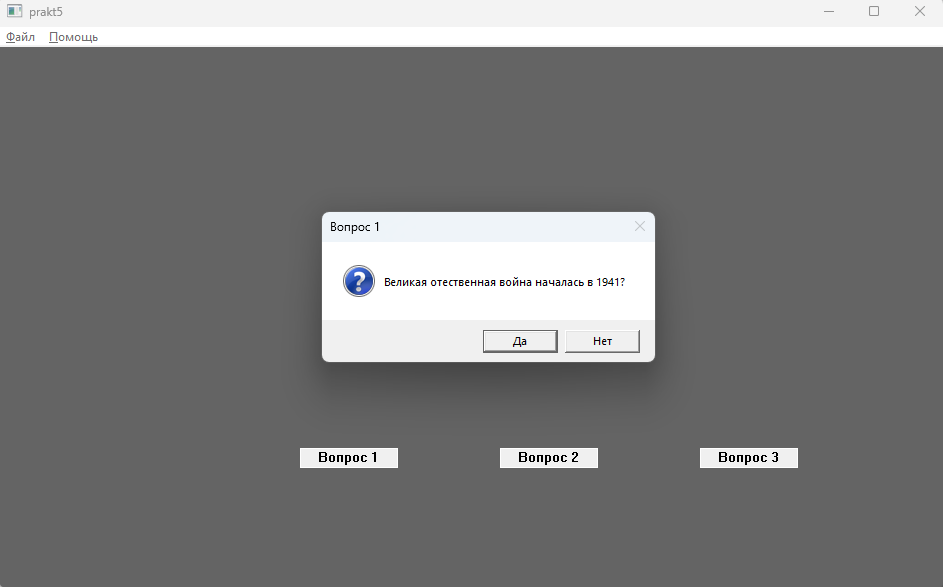 prakt5
Файл Помощь
Вопрос 1
Великая отественная война началась в 1941?
Да Нет
Вопрос 1 Вопрос 2 Вопрос 3